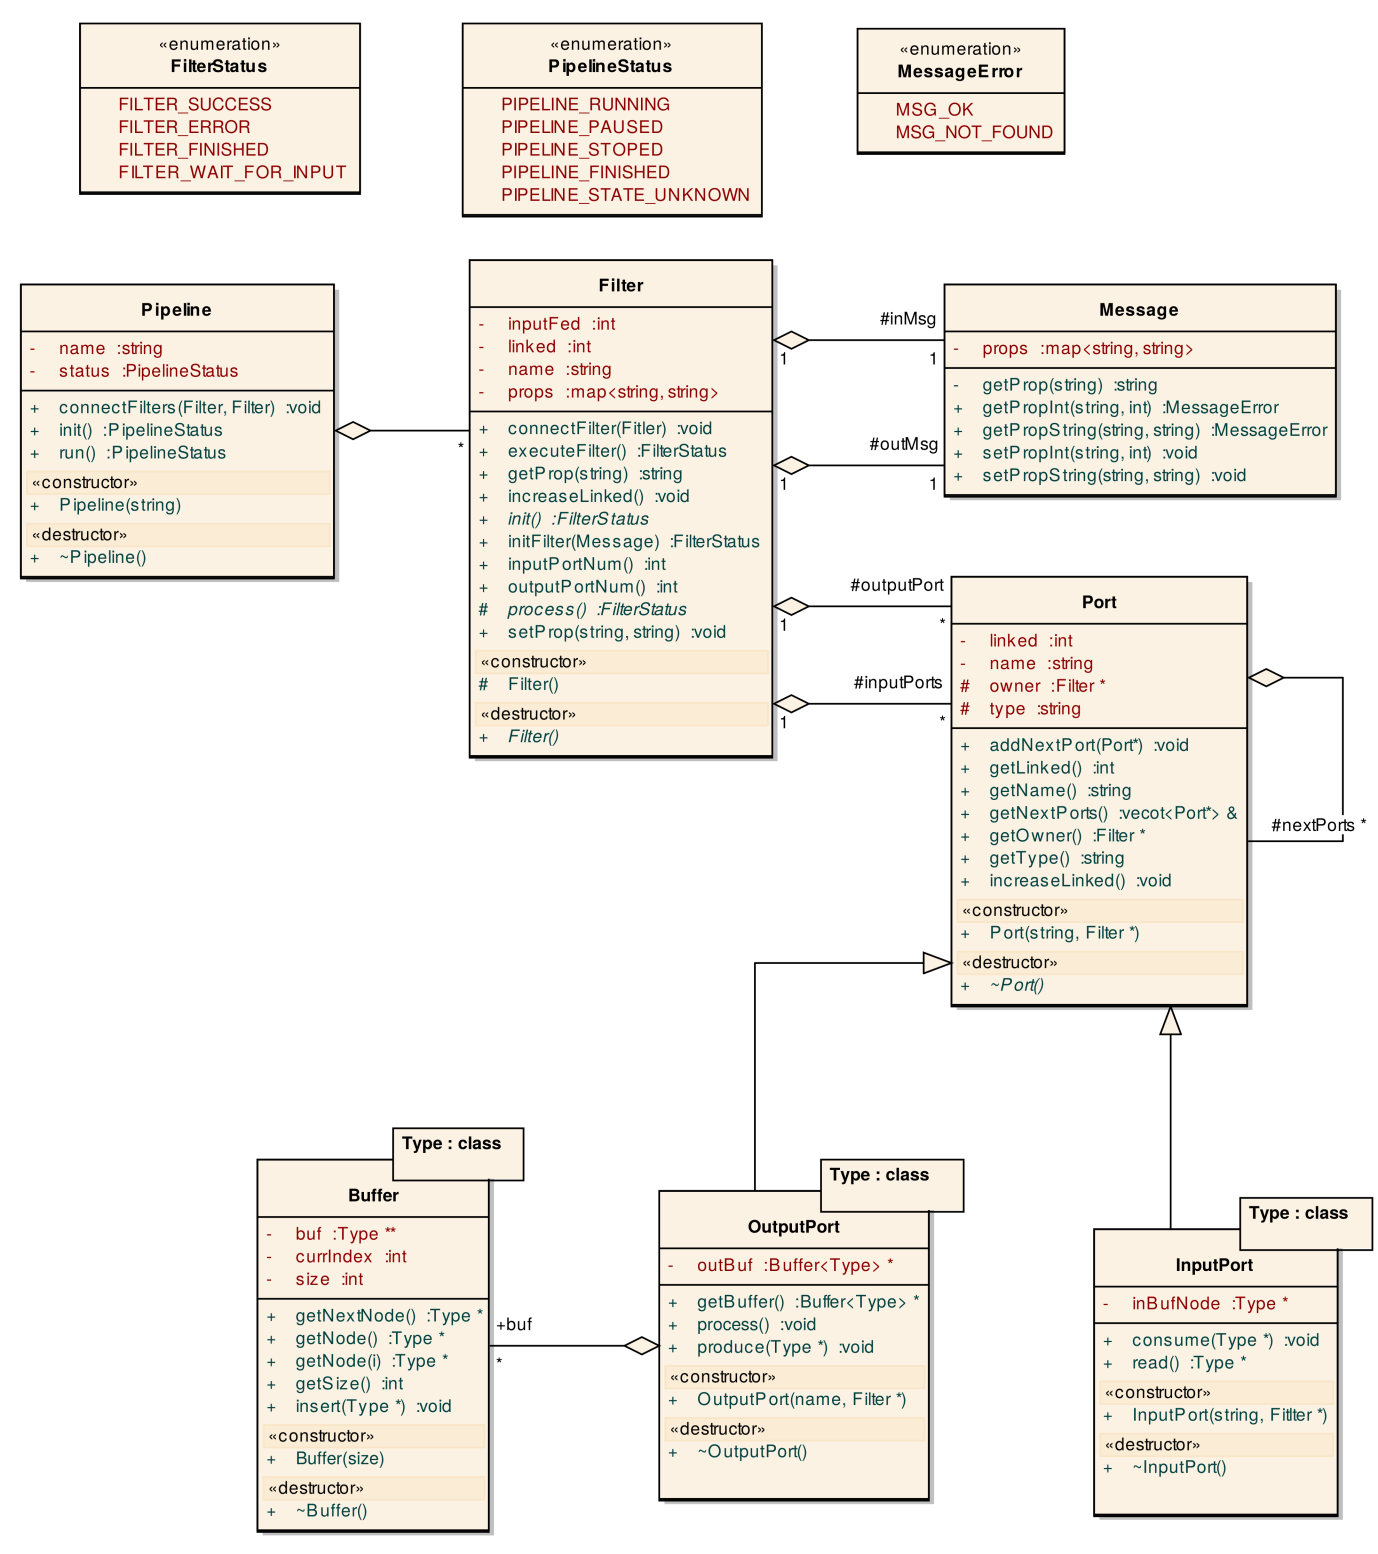 «enumeration»
FilterStatus
FILTER_SUCCESS
FILTER_ERROR
FILTER_FINISHED
FILTER_WAIT_FOR_INPUT
«enumeration»
PipelineStatus
PIPELINE_RUNNING
PIPELINE_PAUSED
PIPELINE_STOPED
PIPELINE_FINISHED
PIPELINE_STATE_UNKNOWN
«enumeration»
MessageError
MSG_OK
MSG_NOT_FOUND
Pipeline
- name :string
- status :PipelineStatus
+ connectFilters(Filter, Filter) :void
+ init() :PipelineStatus
+ run() :PipelineStatus
«constructor»
+ Pipeline(string)
«destructor»
+ ~Pipeline()
*
Filter
- inputFed :int
- linked :int
- name :string
- props :map<string, string>
+ connectFilter(Fitler) :void
+ executeFilter() :FilterStatus
+ getProp(string) :string
+ increaseLinked() :void
+ init() :FilterStatus
+ initFilter(Message) :FilterStatus
+ inputPortNum() :int
+ outputPortNum() :int
# process() :FilterStatus
+ setProp(string, string) :void
«constructor»
# Filter()
«destructor»
+ Filter()
#inMsg
1 1
#outMsg
1 1
#outputPort
1 *
#inputPorts
1 *
Message
- props :map<string, string>
- getProp(string) :string
+ getPropInt(string, int) :MessageError
+ getPropString(string, string) :MessageError
+ setPropInt(string, int) :void
+ setPropString(string, string) :void
Port
- linked :int
- name :string
# owner :Filter *
# type :string
+ addNextPort(Port*) :void
+ getLinked() :int
+ getName() :string
+ getNextPorts() :vecot<Port*> &
+ getOwner() :Filter *
+ getType() :string
+ increaseLinked() :void
«constructor»
+ Port(string, Filter *)
«destructor»
+ ~Port()
#nextPorts *
Type : class
Buffer
- buf :Type **
- currIndex :int
- size :int
+ getNextNode() :Type *
+ getNode() :Type *
+ getNode(i) :Type *
+ getSize() :int
+ insert(Type *) :void
«constructor»
+ Buffer(size)
«destructor»
+ ~Buffer()
+buf
*
Type : class
OutputPort
- outBuf :Buffer<Type> *
+ getBuffer() :Buffer<Type> *
+ process() :void
+ produce(Type *) :void
«constructor»
+ OutputPort(name, Filter *)
«destructor»
+ ~OutputPort()
Type : class
InputPort
- inBufNode :Type *
+ consume(Type *) :void
+ read() :Type *
«constructor»
+ InputPort(string, Fitlter *)
«destructor»
+ ~InputPort()